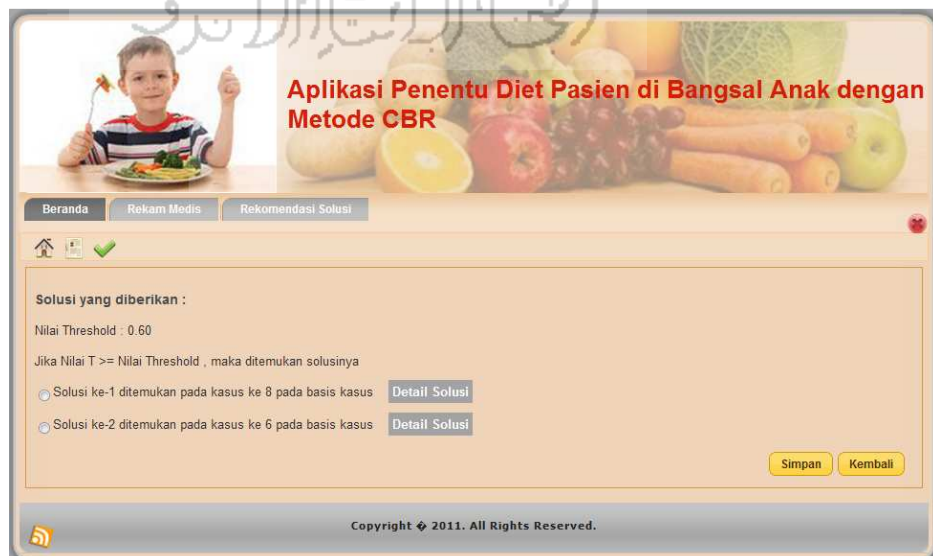 Aplikasi Penentu Diet Pasien di Bangsal Anak dengan
Metode CBR
Beranda Rekam Medis Rekomendasi Solusi
Solusi yang diberikan :
Nilai Threshold : 0.60
Jika Nilai T >= Nilai Threshold , maka ditemukan solusinya
Solusi ke-1 ditemukan pada kasus ke 8 pada basis kasus Detail Solusi
Solusi ke-2 ditemukan pada kasus ke 6 pada basis kasus Detail Solusi
Simpan Kembali
Copyright � 2011. All Rights Reserved.